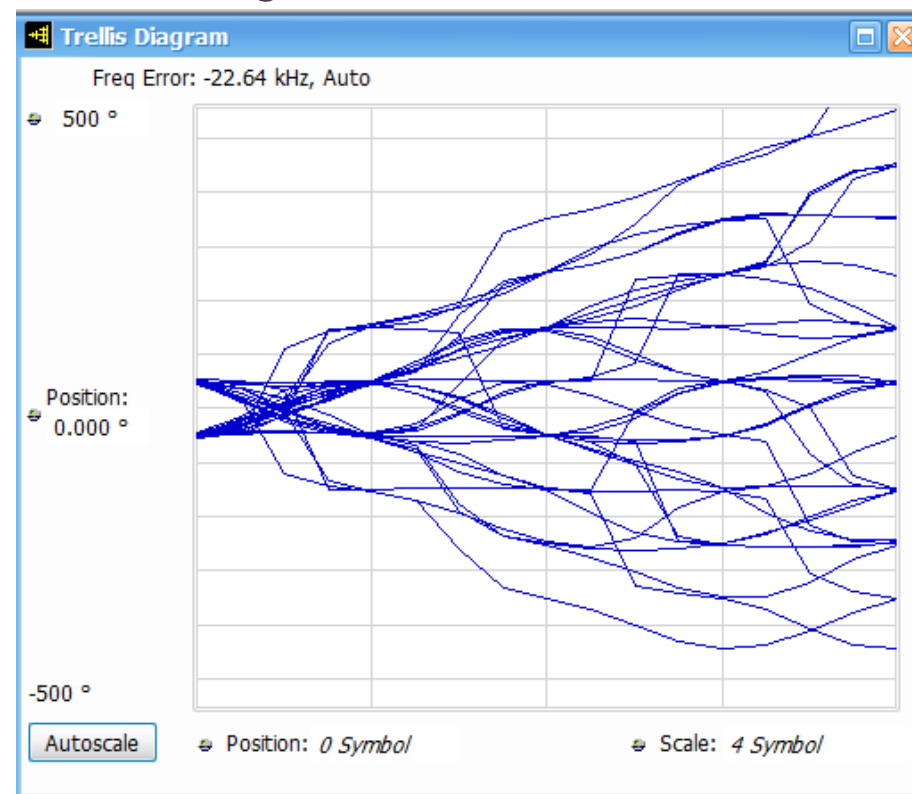 Trellis Diagram
Freq Error: -22.64 kHz, Auto
500 °
Position:
0.000 °
-500 °
Autoscale
Position: 0 Symbol
Scale: 4 Symbol